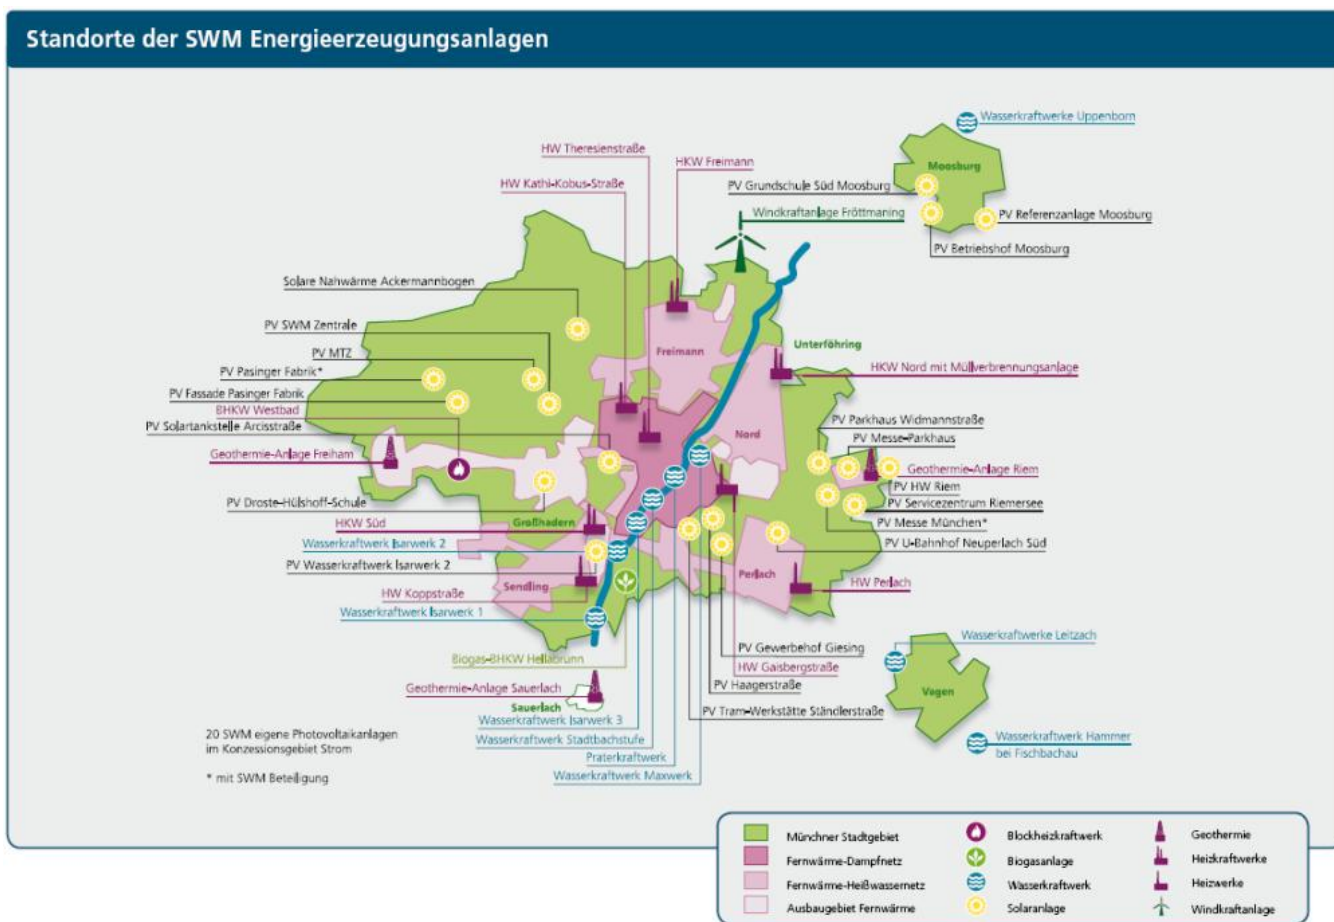 Standorte der SWM Energieerzeugungsanlagen
Wasserkraftwerke Uppenborn
HW Theresienstraße
HKW Freimann
Moosburg
HW Kathi-Kobus-Straße
PV Grundschule Süd Moosburg
Windkraftanlage Fröttmaning
PV Referenzanlage Moosburg
PV Betriebshof Moosburg
Solare Nahwärme Ackermannbogen
PV SWM Zentrale
Freimann
Unterföhring
PV MTZ
HKW Nord mit Müllverbrennungsanlage
PV Pasinger Fabrik*
PV Fassade Pasinger Fabrik
BHKW Westbad
PV Parkhaus Widmannstraße
PV Solartankstelle Arcisstraße
Nord
PV Messe-Parkhaus
Geothermie-Anlage Freiham
Geothermie-Anlage Riem
PV HW Riem
PV Droste-Hülshoff-Schule
PV Servicezentrum Riemersee
HKW Süd
Großhadern
PV Messe München*
Wasserkraftwerk Isarwerk 2
PV U-Bahnhof Neuperlach Süd
PV Wasserkraftwerk Isarwerk 2
Perlach
HW Koppstraße
Sendling
HW Perlach
Wasserkraftwerk Isarwerk 1
Wasserkraftwerke Leitzach
PV Gewerbehof Giesing
Biogas-BHKW Hellabrunn
HW Gaisbergstraße
Geothermie-Anlage Sauerlach
PV Haagerstraße
Vagen
Sauerlach
PV Tram-Werkstätte Ständlerstraße
Wasserkraftwerk Isarwerk 3
20 SWM eigene Photovoltaikanlagen
im Konzessionsgebiet Strom
Wasserkraftwerk Stadtbachstufe
Wasserkraftwerk Hammer
bei Fischbachau
Praterkraftwerk
* mit SWM Beteiligung
Wasserkraftwerk Maxwerk
Münchner Stadtgebiet
Fernwärme-Dampfnetz
Fernwärme-Heißwassernetz
Ausbaugebiet Fernwärme
Blockheizkraftwerk
Biogasanlage
Wasserkraftwerk
Solaranlage
Geothermie
Heizkraftwerke
Heizwerke
Windkraftanlage